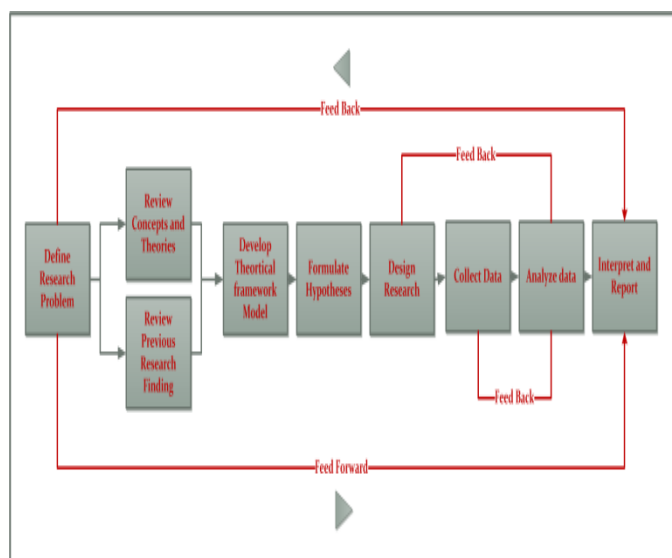 Feed Back
Feed Back
Review
Concepts and
Theories
Define
Research
Problem
Develop
Theortical
framework
Model
Formulate
Hypotheses
Design
Research
Collect Data
Analyze data
Interpret and
Report
Review
Previous
Research
Finding
Feed Back
Feed Forward